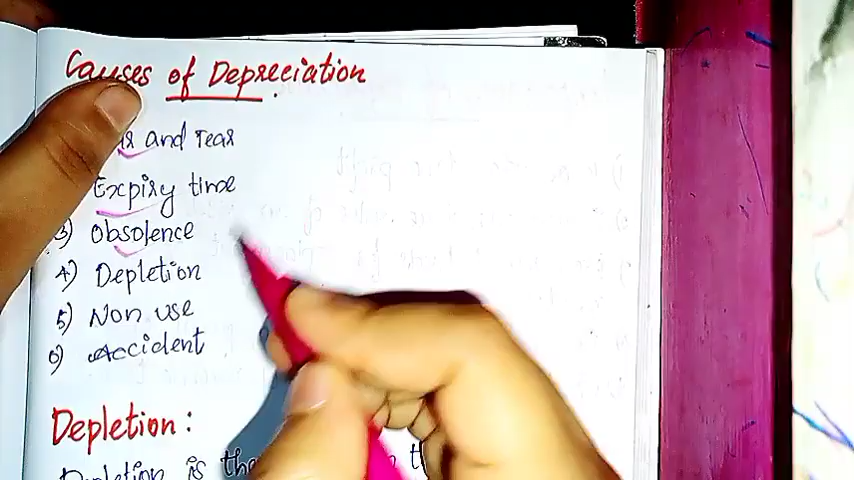 Causes of Depreciation
and Tear
Expiry time
3) Obsolence
4) Depletion
5) Non use
6) Accident
Depletion:
Depletion is the